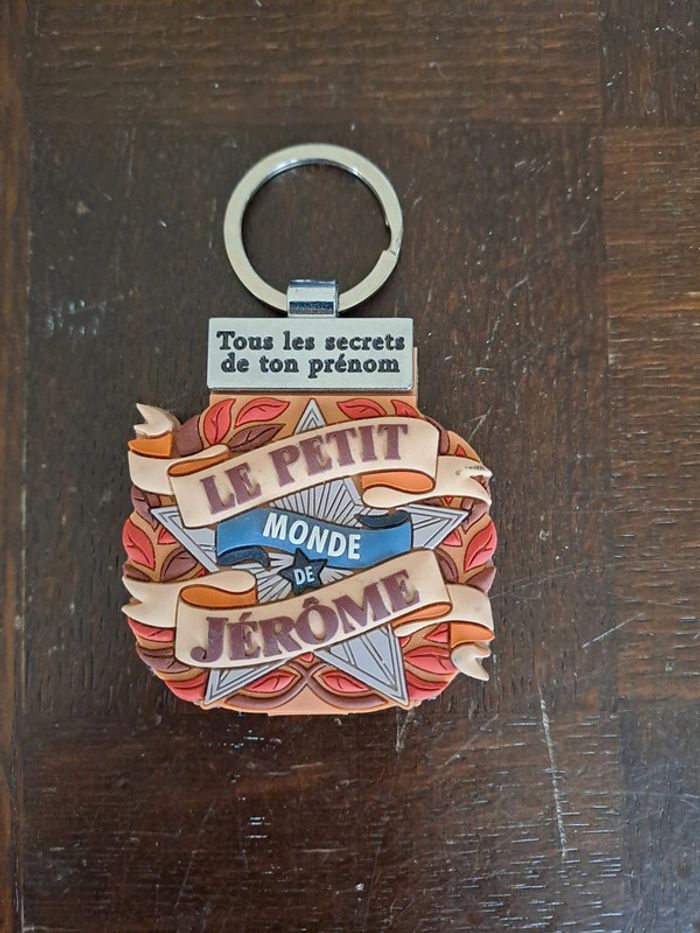 Tous les secrets
de ton prénom
LE PETIT
MONDE
DE
JÉRÔME